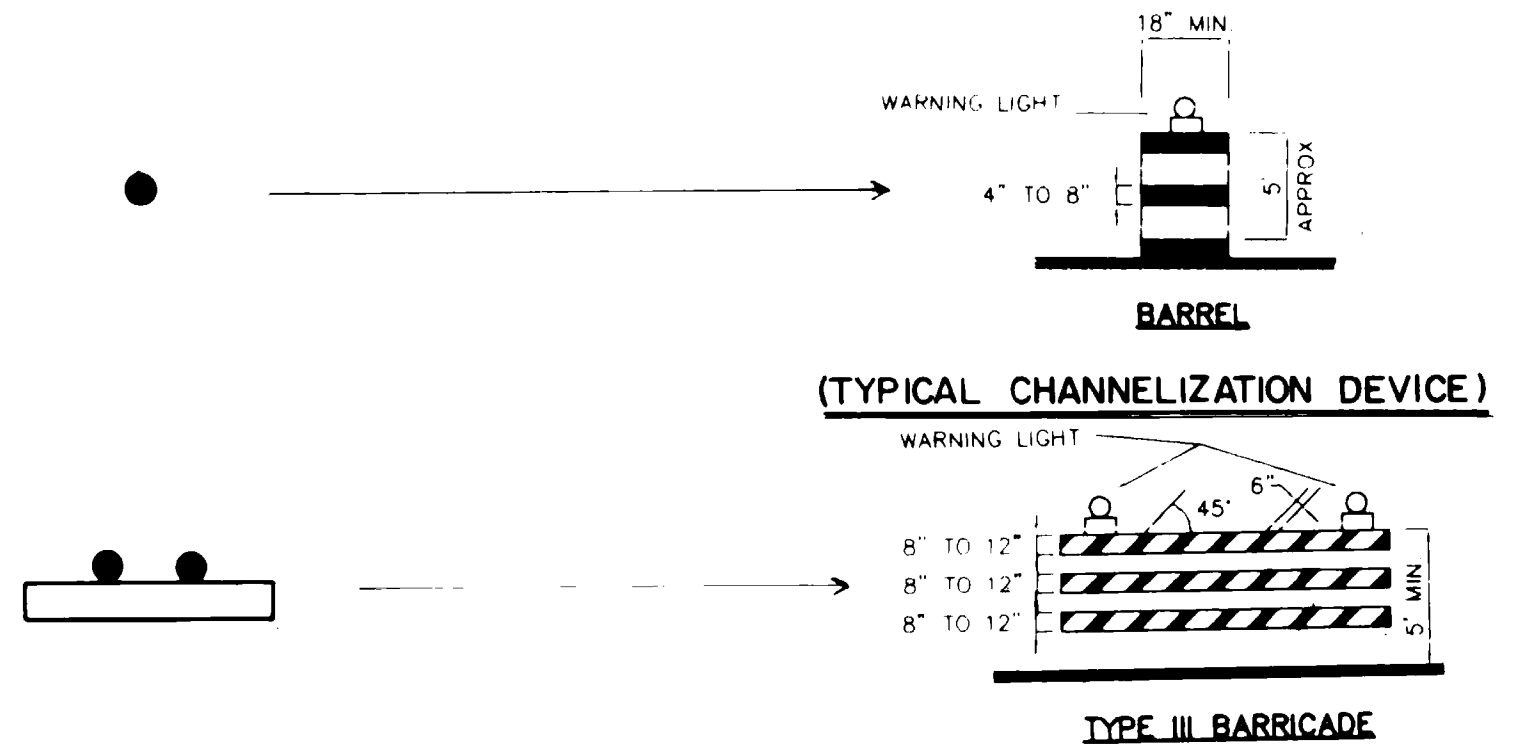 18" MIN.
WARNING LIGHT
4" TO 8"
5'
APPROX
BARREL
(TYPICAL CHANNELIZATION DEVICE)
WARNING LIGHT
6"
45°
8" TO 12"
8" TO 12"
8" TO 12"
5' MIN.
TYPE III BARRICADE